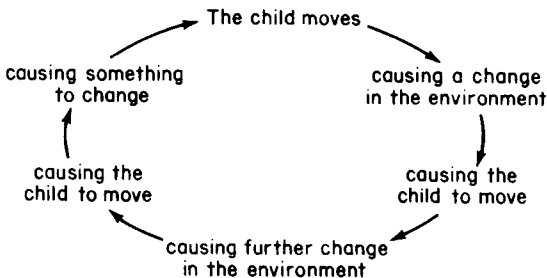 The child moves
causing a change
in the environment
causing the
child to move
causing further change
in the environment
causing the
child to move
causing something
to change